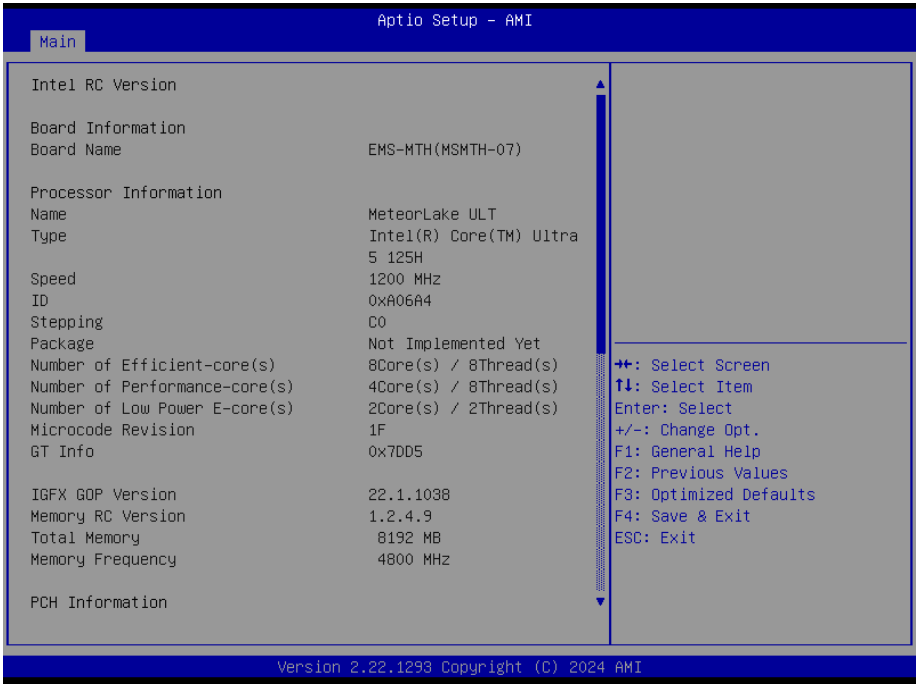 Aptio Setup - AMI
Main
Intel RC Version
Board Information
Board Name EMS-MTH(MSMTH-07)
Processor Information
Name MeteorLake ULT
Type Intel(R) Core(TM) Ultra
5 125H
Speed 1200 MHz
ID 0xA06A4
Stepping C0
Package Not Implemented Yet
Number of Efficient-core(s) 8Core(s) / 8Thread(s)
Number of Performance-core(s) 4Core(s) / 8Thread(s)
Number of Low Power E-core(s) 2Core(s) / 2Thread(s)
Microcode Revision 1F
GT Info 0x7DD5
IGFX GOP Version 22.1.1038
Memory RC Version 1.2.4.9
Total Memory 8192 MB
Memory Frequency 4800 MHz
PCH Information
→←: Select Screen
↑↓: Select Item
Enter: Select
+/-: Change Opt.
F1: General Help
F2: Previous Values
F3: Optimized Defaults
F4: Save & Exit
ESC: Exit
Version 2.22.1293 Copyright (C) 2024 AMI